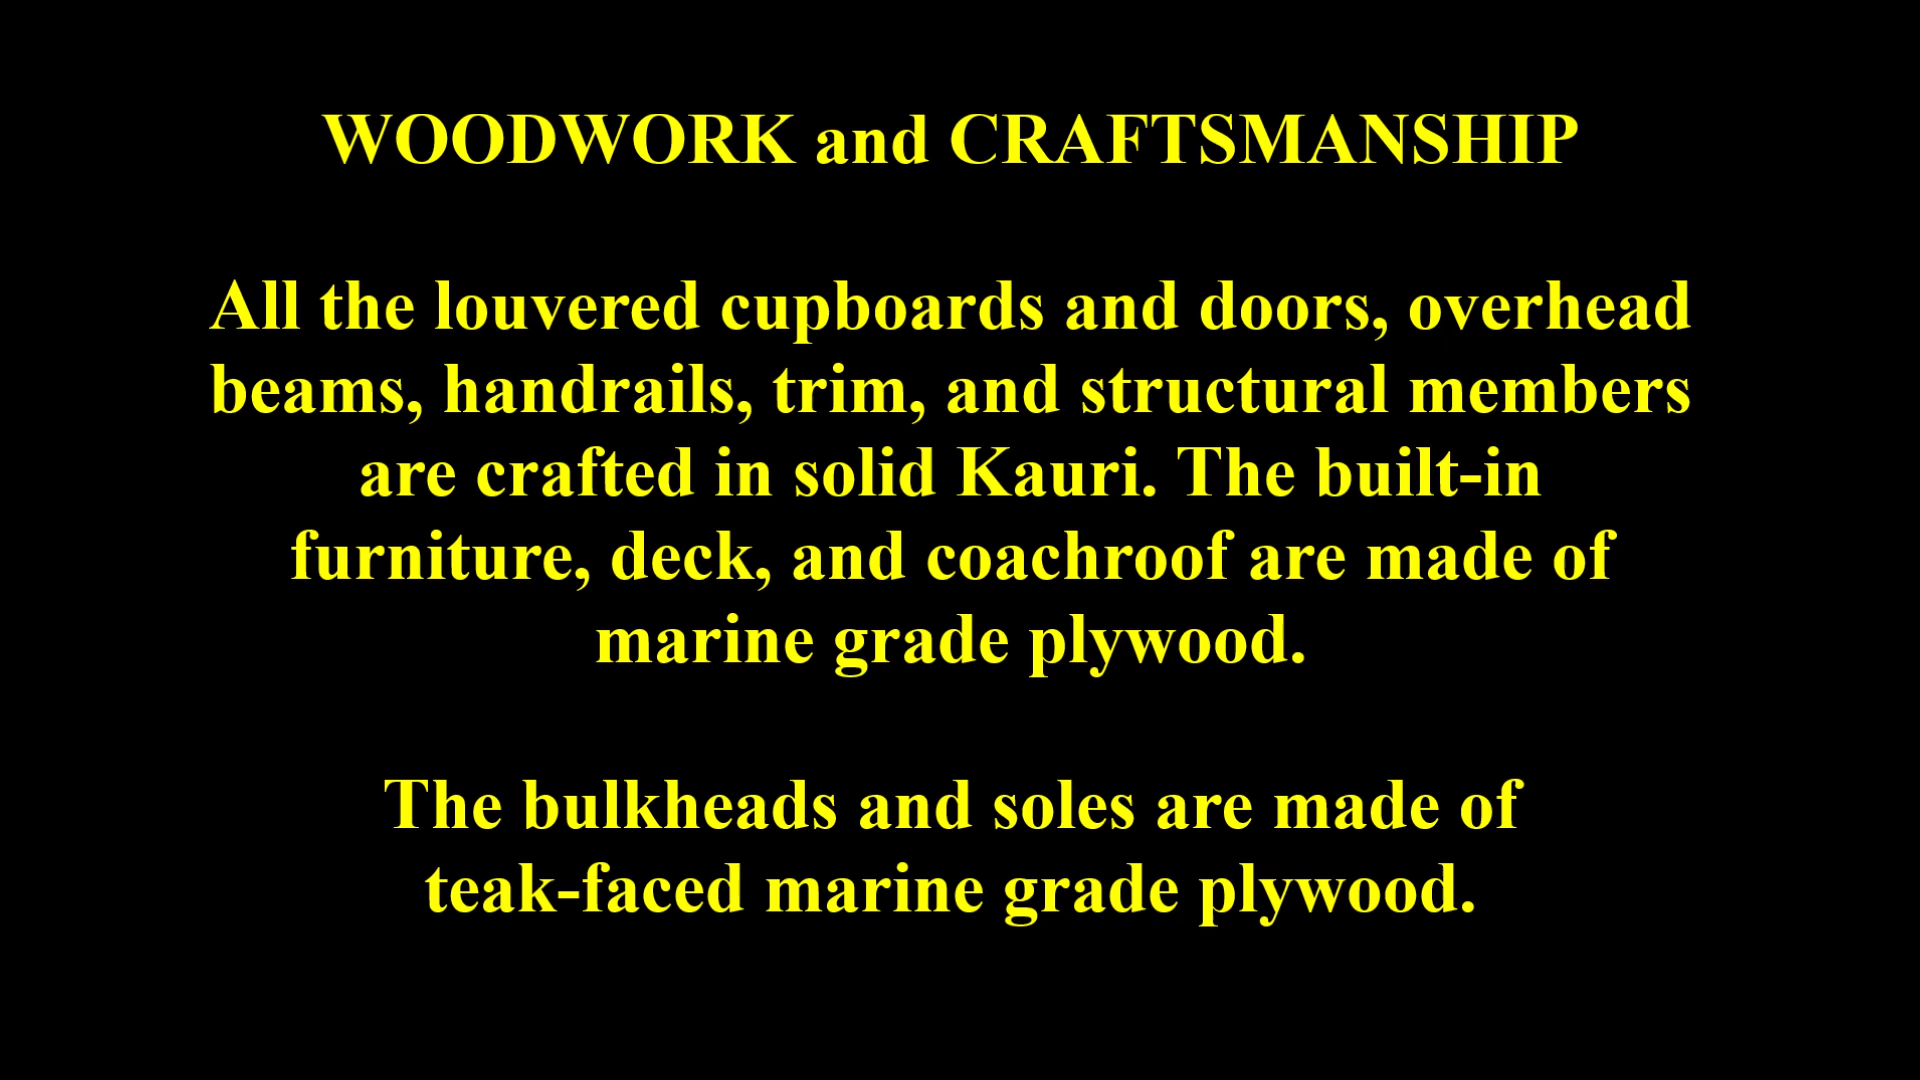 WOODWORK and CRAFTSMANSHIP
All the louvered cupboards and doors, overhead
beams, handrails, trim, and structural members
are crafted in solid Kauri. The built-in
furniture, deck, and coachroof are made of
marine grade plywood.
The bulkheads and soles are made of
teak-faced marine grade plywood.